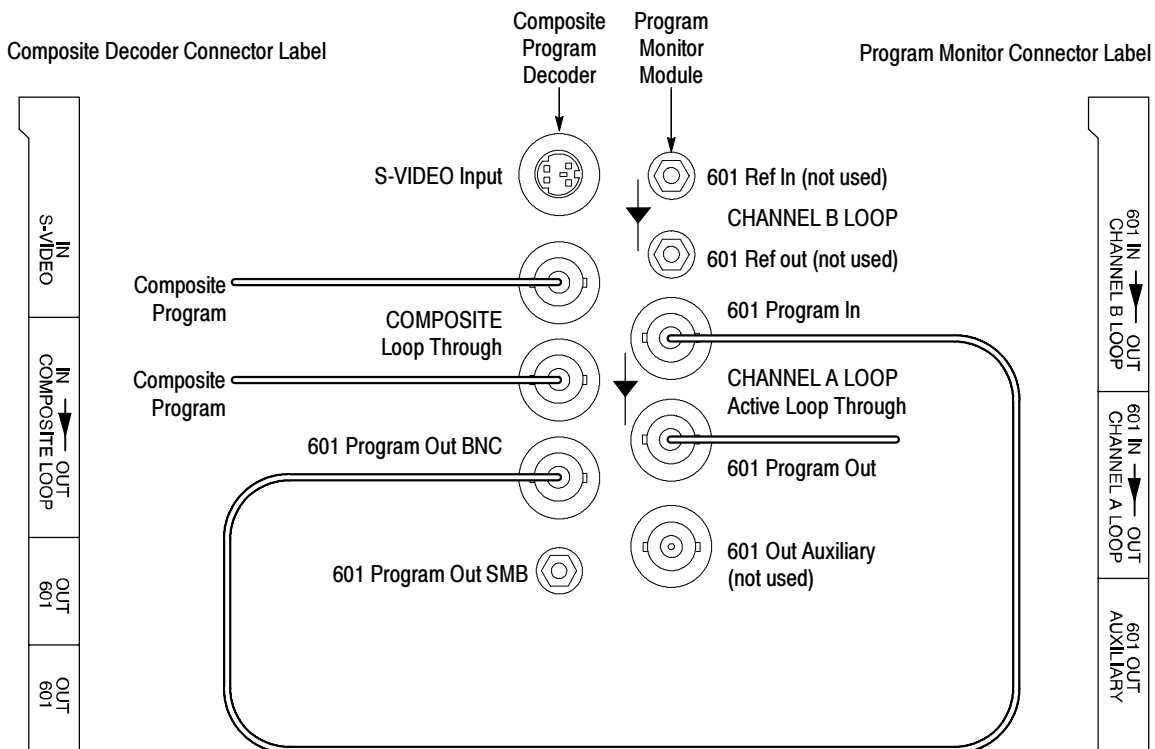 Composite Decoder Connector Label
Composite
Program
Decoder
Program
Monitor
Module
Program Monitor Connector Label
S-VIDEO Input
601 Ref In (not used)
CHANNEL B LOOP
601 Ref out (not used)
Composite
Program
COMPOSITE
Loop Through
601 Program In
Composite
Program
CHANNEL A LOOP
Active Loop Through
601 Program Out BNC
601 Program Out
601 Program Out SMB
601 Out Auxiliary
(not used)
IN
S-VIDEO
IN OUT
COMPOSITE LOOP
OUT
601
OUT
601
601 IN OUT
CHANNEL B LOOP
601 IN OUT
CHANNEL A LOOP
601 OUT
AUXILIARY